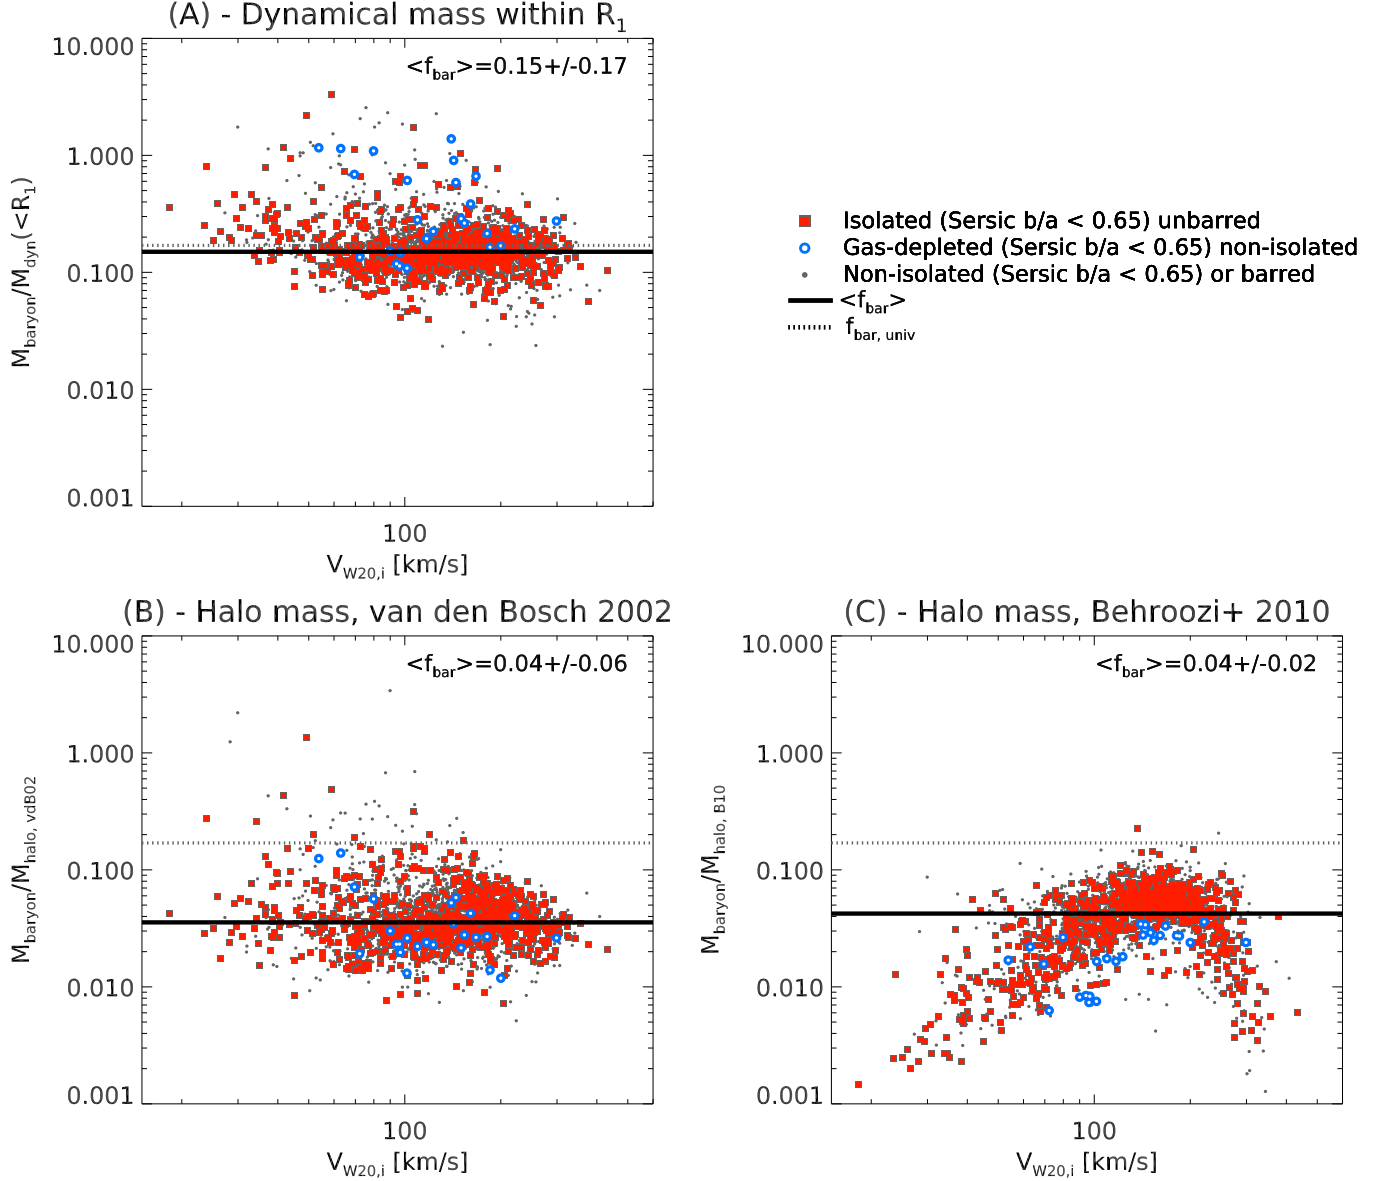 (A) - Dynamical mass within R1
10.000
<fbar>=0.15+/-0.17
1.000
0.100
0.010
0.001
Mbaryon/Mdyn(<R1)
100
VW20,i [km/s]
Isolated (Sersic b/a < 0.65) unbarred
Gas-depleted (Sersic b/a < 0.65) non-isolated
Non-isolated (Sersic b/a < 0.65) or barred
<fbar>
fbar, univ
(B) - Halo mass, van den Bosch 2002
10.000
<fbar>=0.04+/-0.06
1.000
0.100
0.010
0.001
Mbaryon/Mhalo, vdB02
100
VW20,i [km/s]
(C) - Halo mass, Behroozi+ 2010
10.000
<fbar>=0.04+/-0.02
1.000
0.100
0.010
0.001
Mbaryon/Mhalo, B10
100
VW20,i [km/s]